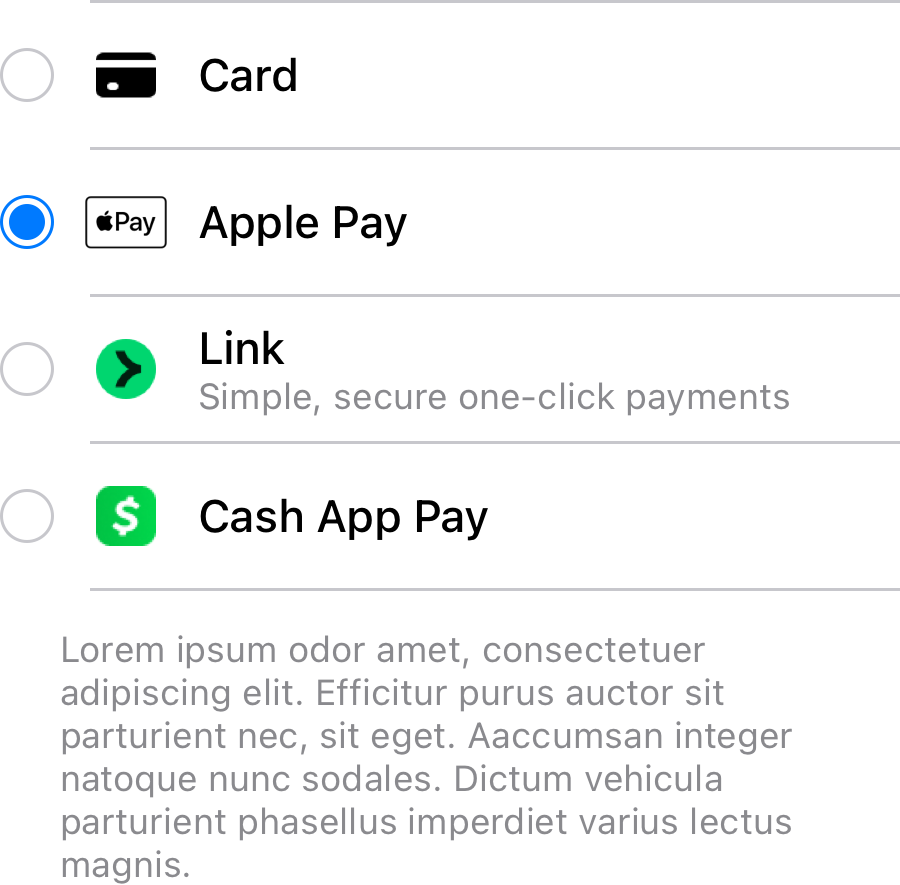 Card
Pay
Apple Pay
Link
Simple, secure one-click payments
$
Cash App Pay
Lorem ipsum odor amet, consectetuer
adipiscing elit. Efficitur purus auctor sit
parturient nec, sit eget. Aaccumsan integer
natoque nunc sodales. Dictum vehicula
parturient phasellus imperdiet varius lectus
magnis.